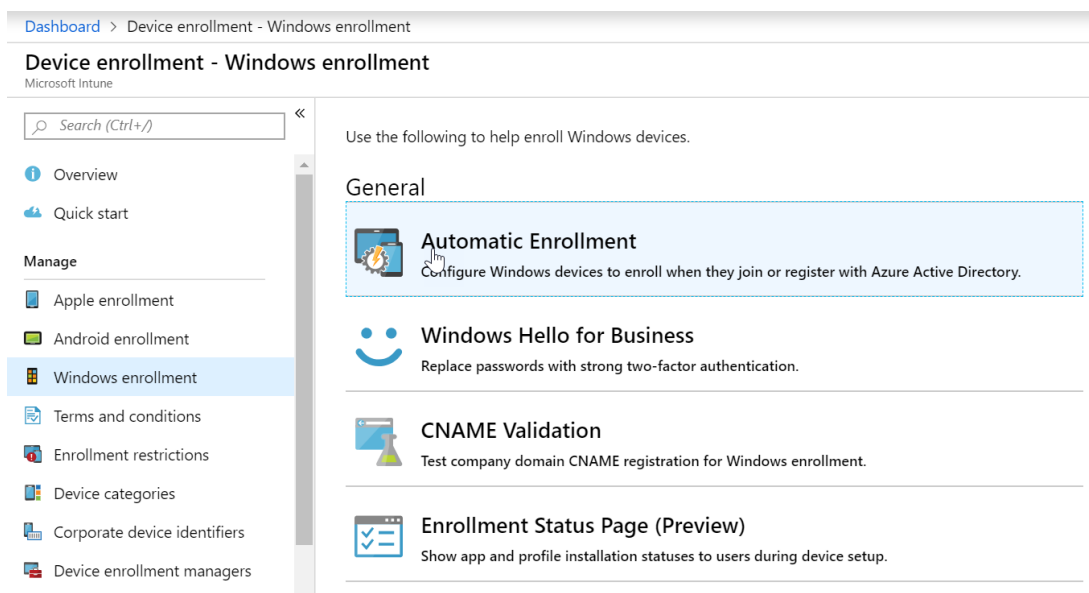 Dashboard > Device enrollment - Windows enrollment
Device enrollment - Windows enrollment
Microsoft Intune
Search (Ctrl+/)
«
Overview
Quick start
Manage
Apple enrollment
Android enrollment
Windows enrollment
Terms and conditions
Enrollment restrictions
Device categories
Corporate device identifiers
Device enrollment managers
Use the following to help enroll Windows devices.
General
Automatic Enrollment
Configure Windows devices to enroll when they join or register with Azure Active Directory.
Windows Hello for Business
Replace passwords with strong two-factor authentication.
CNAME Validation
Test company domain CNAME registration for Windows enrollment.
Enrollment Status Page (Preview)
Show app and profile installation statuses to users during device setup.